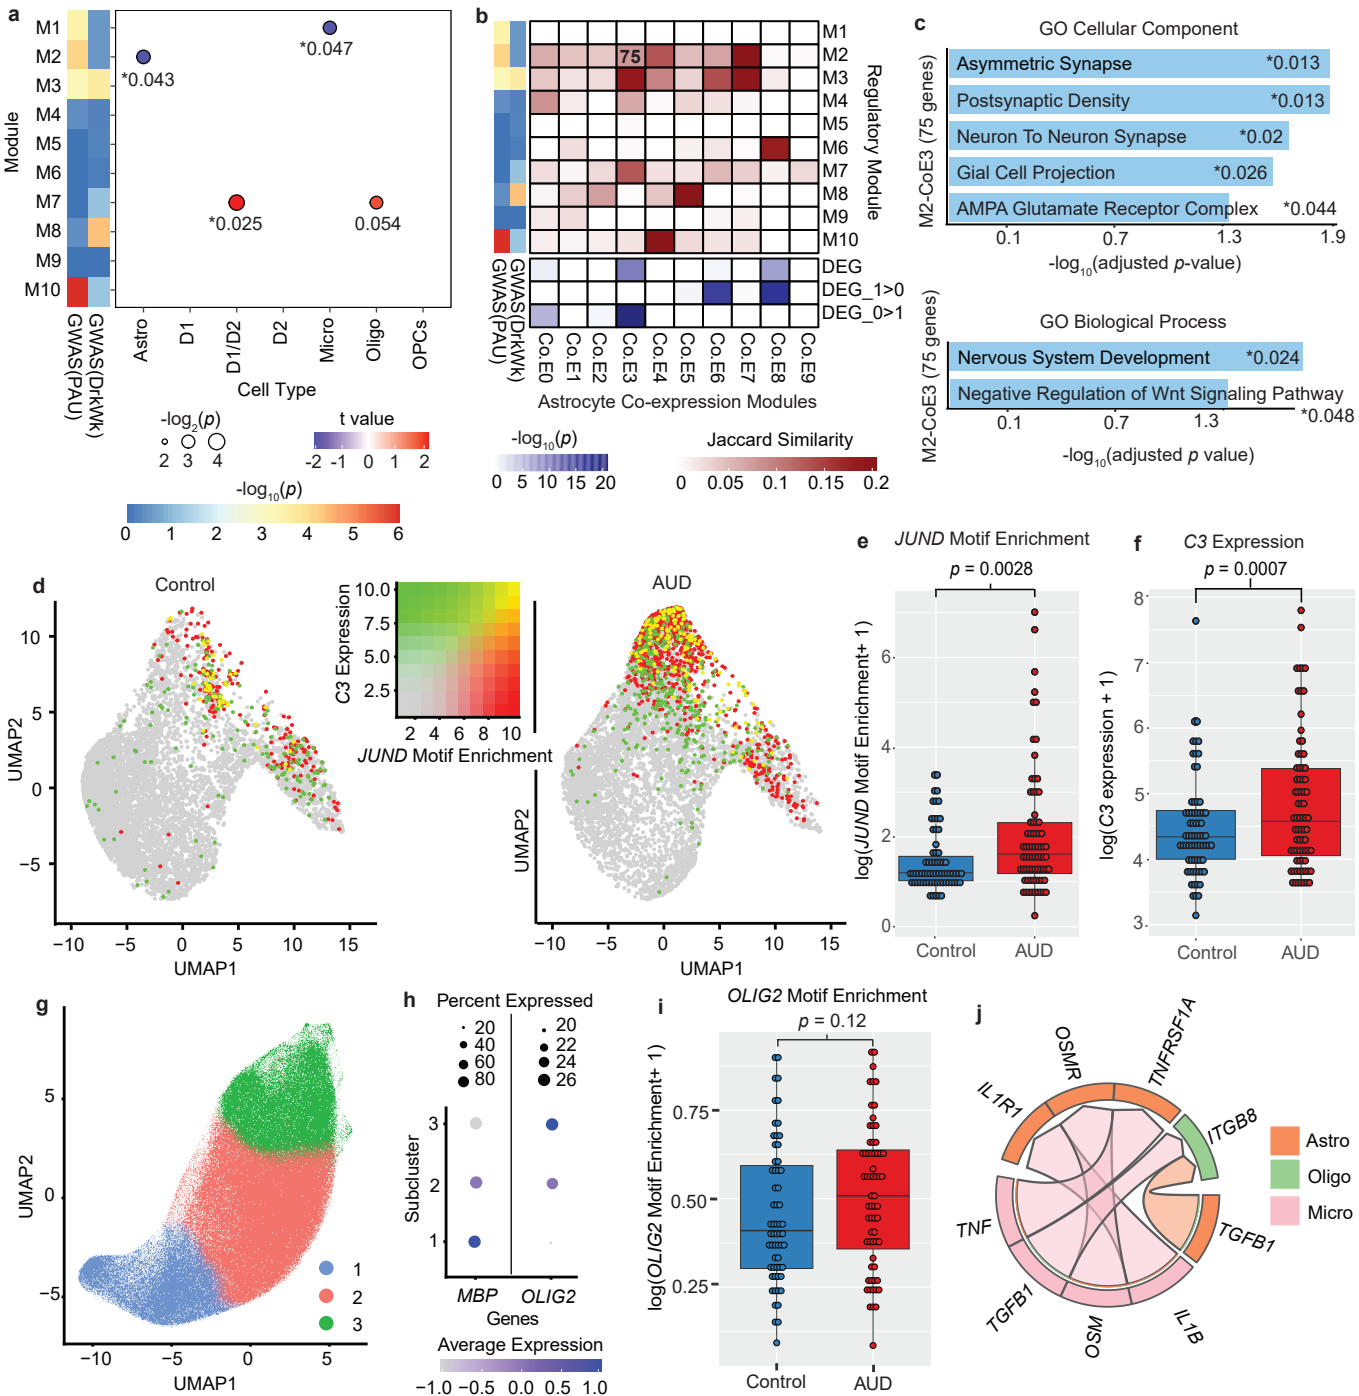 a
Module
M1
M2
M3
M4
M5
M6
M7
M8
M9
M10
*0.047
*0.043
*0.025
0.054
GWAS(PAU)
GWAS(DrkWk)
Astro
D1
D1/D2
D2
Micro
Oligo
OPCs
Cell Type
-log2(p)
2 3 4
t value
-2 -1 0 1 2
-log10(p)
0 1 2 3 4 5 6
b
75
M1
M2
M3
M4
M5
M6
M7
M8
M9
M10
Regulatory Module
DEG
DEG_1>0
DEG_0>1
GWAS(PAU)
GWAS(DrkWk)
Co.E0
Co.E1
Co.E2
Co.E3
Co.E4
Co.E5
Co.E6
Co.E7
Co.E8
Co.E9
Astrocyte Co-expression Modules
-log10(p)
0 5 10 15 20
Jaccard Similarity
0 0.05 0.1 0.15 0.2
c
GO Cellular Component
M2-CoE3 (75 genes)
Asymmetric Synapse *0.013
Postsynaptic Density *0.013
Neuron To Neuron Synapse *0.02
Gial Cell Projection *0.026
AMPA Glutamate Receptor Complex *0.044
0.1 0.7 1.3 1.9
-log10(adjusted p-value)
GO Biological Process
M2-CoE3 (75 genes)
Nervous System Development *0.024
Negative Regulation of Wnt Signaling Pathway
*0.048
0.1 0.7 1.3
-log10(adjusted p value)
d
Control
UMAP2
10
5
0
−5
−10 −5 0 5 10 15
UMAP1
C3 Expression
10.0
7.5
5.0
2.5
2 4 6 8 10
JUND Motif Enrichment
AUD
UMAP2
−10 −5 0 5 10 15
UMAP1
e
JUND Motif Enrichment
p = 0.0028
log(JUND Motif Enrichment+ 1)
6
4
2
0
Control AUD
f
C3 Expression
p = 0.0007
log(C3 expression + 1)
8
7
6
5
4
3
Control AUD
g
UMAP2
5
0
−5
−10 −5 0 5
UMAP1
1
2
3
h
Percent Expressed
20 20
40 22
60 24
80 26
Subcluster
3
2
1
MBP OLIG2
Genes
Average Expression
−1.0 −0.5 0.0 0.5 1.0
i
OLIG2 Motif Enrichment
p = 0.12
log(OLIG2 Motif Enrichment+ 1)
0.75
0.50
0.25
Control AUD
j
IL1R1
OSMR
TNFRSF1A
ITGB8
TGFB1
IL1B
OSM
TGFB1
TNF
Astro
Oligo
Micro